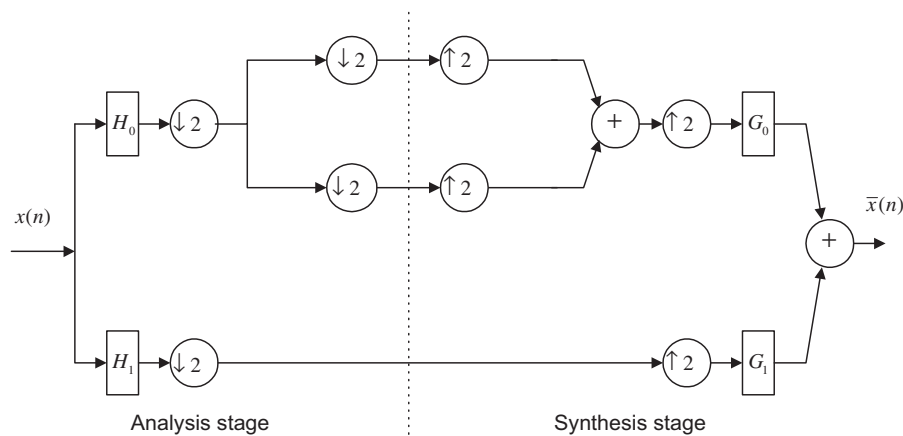 ↓2 ↑2
H₀ ↓2 + ↑2 G₀
↓2 ↑2
x(n) x̄(n)
+
H₁ ↓2 ↑2 G₁
Analysis stage Synthesis stage